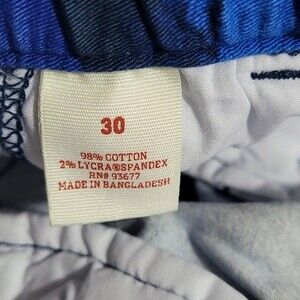 30
98% COTTON
2% LYCRA®SPANDEX
RN# 93677
MADE IN BANGLADESH